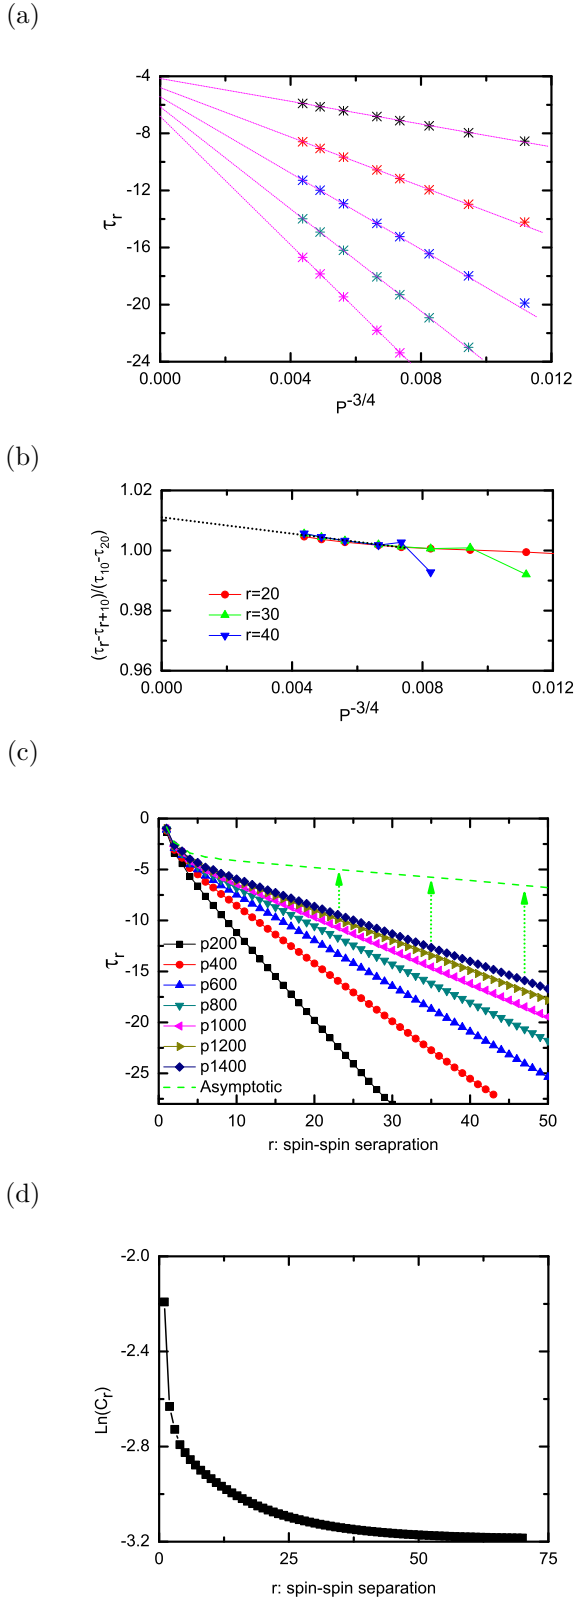 (a)
-4
-8
-12
-16
-20
-24
τr
0.000 0.004 0.008 0.012
P-3/4
(b)
1.02
1.00
0.98
0.96
(τr-τr+10)/(τ10-τ20)
r=20
r=30
r=40
0.000 0.004 0.008 0.012
P-3/4
(c)
0
-5
-10
-15
-20
-25
τr
p200
p400
p600
p800
p1000
p1200
p1400
Asymptotic
0 10 20 30 40 50
r: spin-spin serapration
(d)
-2.0
-2.4
-2.8
-3.2
Ln(Cr)
0 25 50 75
r: spin-spin separation